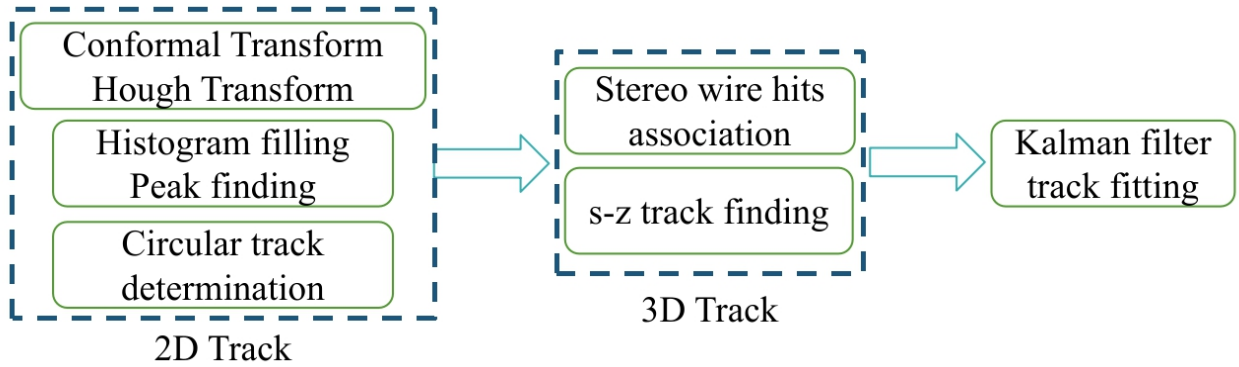 Conformal Transform
Hough Transform
Histogram filling
Peak finding
Circular track
determination
2D Track
Stereo wire hits
association
s-z track finding
3D Track
Kalman filter
track fitting